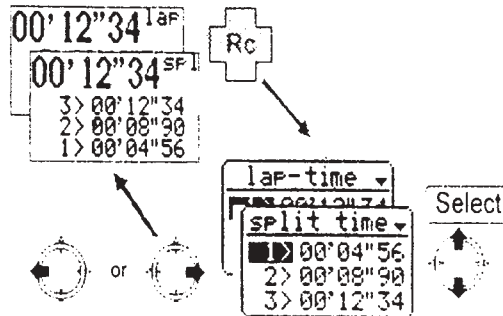 00'12"34 lap
00'12"34 spl
3> 00'12"34
2> 00'08"90
1> 00'04"56
Rc
lap-time
split time
1> 00'04"56
2> 00'08"90
3> 00'12"34
Select
or